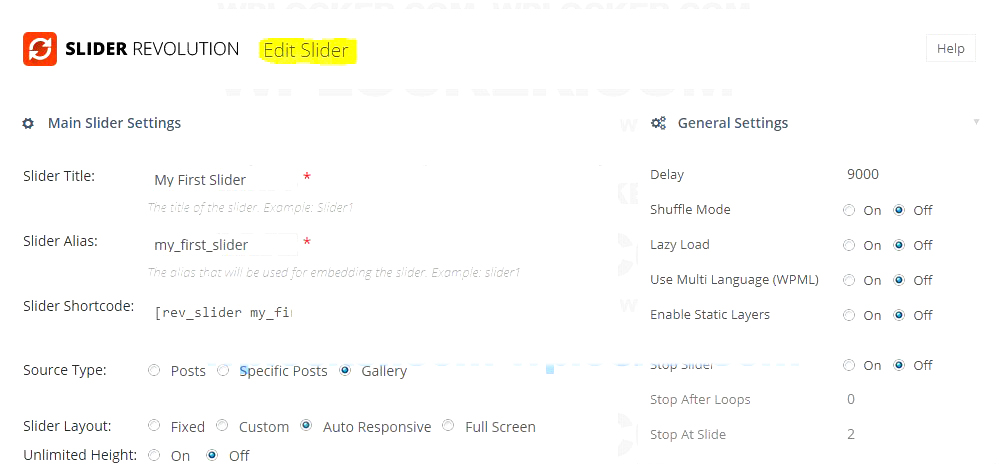 SLIDER REVOLUTION Edit Slider
Help
Main Slider Settings
Slider Title: My First Slider *
The title of the slider. Example: Slider1
Slider Alias: my_first_slider *
The alias that will be used for embedding the slider. Example: slider1
Slider Shortcode: [rev_slider my_fi
Source Type: Posts Specific Posts Gallery
Slider Layout: Fixed Custom Auto Responsive Full Screen
Unlimited Height: On Off
General Settings
Delay 9000
Shuffle Mode On Off
Lazy Load On Off
Use Multi Language (WPML) On Off
Enable Static Layers On Off
Stop Slider On Off
Stop After Loops 0
Stop At Slide 2